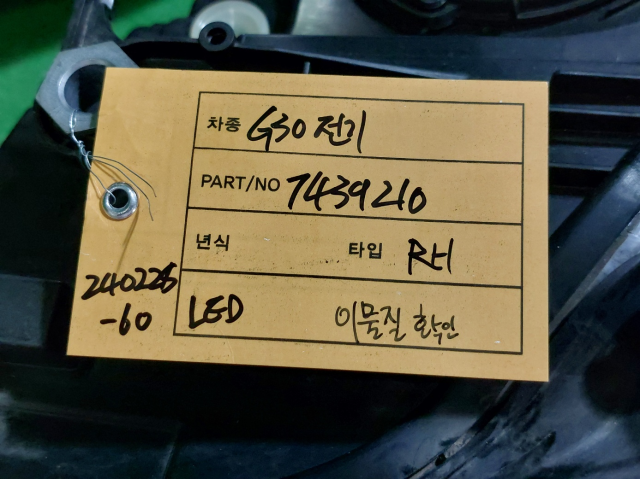 차종 G30 전기
PART/NO 7439210
년식 타입 RH
LED 이물질 확인
240226
-60